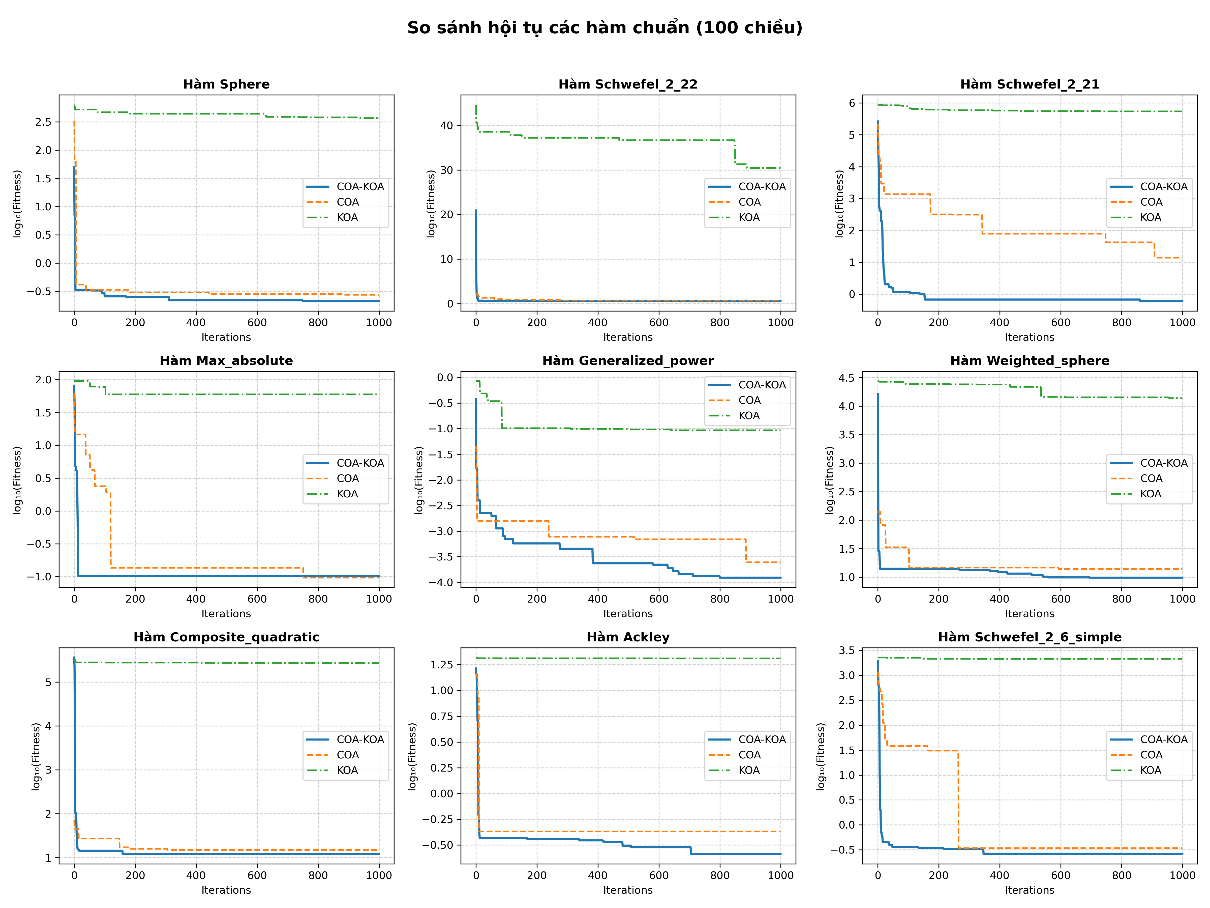 So sánh hội tụ các hàm chuẩn (100 chiều)
Hàm Sphere
log₁₀(Fitness)
2.5
2.0
1.5
1.0
0.5
0.0
−0.5
COA-KOA
COA
KOA
0 200 400 600 800 1000
Iterations
Hàm Schwefel_2_22
log₁₀(Fitness)
40
30
20
10
0
COA-KOA
COA
KOA
0 200 400 600 800 1000
Iterations
Hàm Schwefel_2_21
log₁₀(Fitness)
6
5
4
3
2
1
0
COA-KOA
COA
KOA
0 200 400 600 800 1000
Iterations
Hàm Max_absolute
log₁₀(Fitness)
2.0
1.5
1.0
0.5
0.0
−0.5
−1.0
COA-KOA
COA
KOA
0 200 400 600 800 1000
Iterations
Hàm Generalized_power
log₁₀(Fitness)
0.0
−0.5
−1.0
−1.5
−2.0
−2.5
−3.0
−3.5
−4.0
COA-KOA
COA
KOA
0 200 400 600 800 1000
Iterations
Hàm Weighted_sphere
log₁₀(Fitness)
4.5
4.0
3.5
3.0
2.5
2.0
1.5
1.0
COA-KOA
COA
KOA
0 200 400 600 800 1000
Iterations
Hàm Composite_quadratic
log₁₀(Fitness)
5
4
3
2
1
COA-KOA
COA
KOA
0 200 400 600 800 1000
Iterations
Hàm Ackley
log₁₀(Fitness)
1.25
1.00
0.75
0.50
0.25
0.00
−0.25
−0.50
COA-KOA
COA
KOA
0 200 400 600 800 1000
Iterations
Hàm Schwefel_2_6_simple
log₁₀(Fitness)
3.5
3.0
2.5
2.0
1.5
1.0
0.5
0.0
−0.5
COA-KOA
COA
KOA
0 200 400 600 800 1000
Iterations